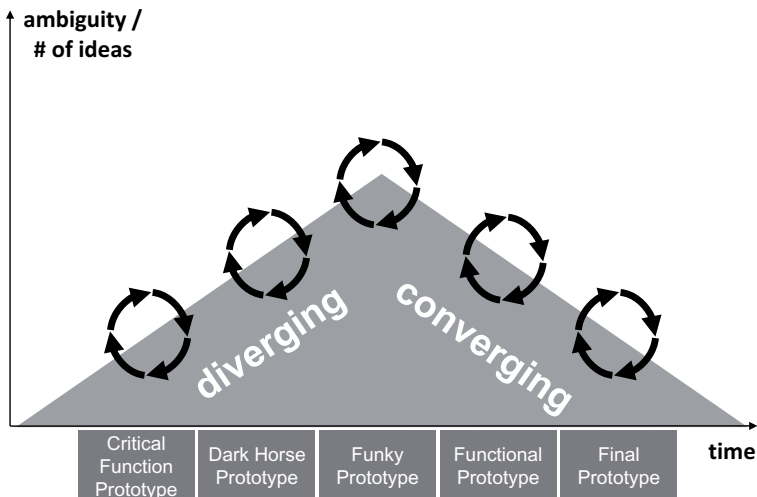 ambiguity /
# of ideas
diverging
converging
time
Critical
Function
Prototype
Dark Horse
Prototype
Funky
Prototype
Functional
Prototype
Final
Prototype